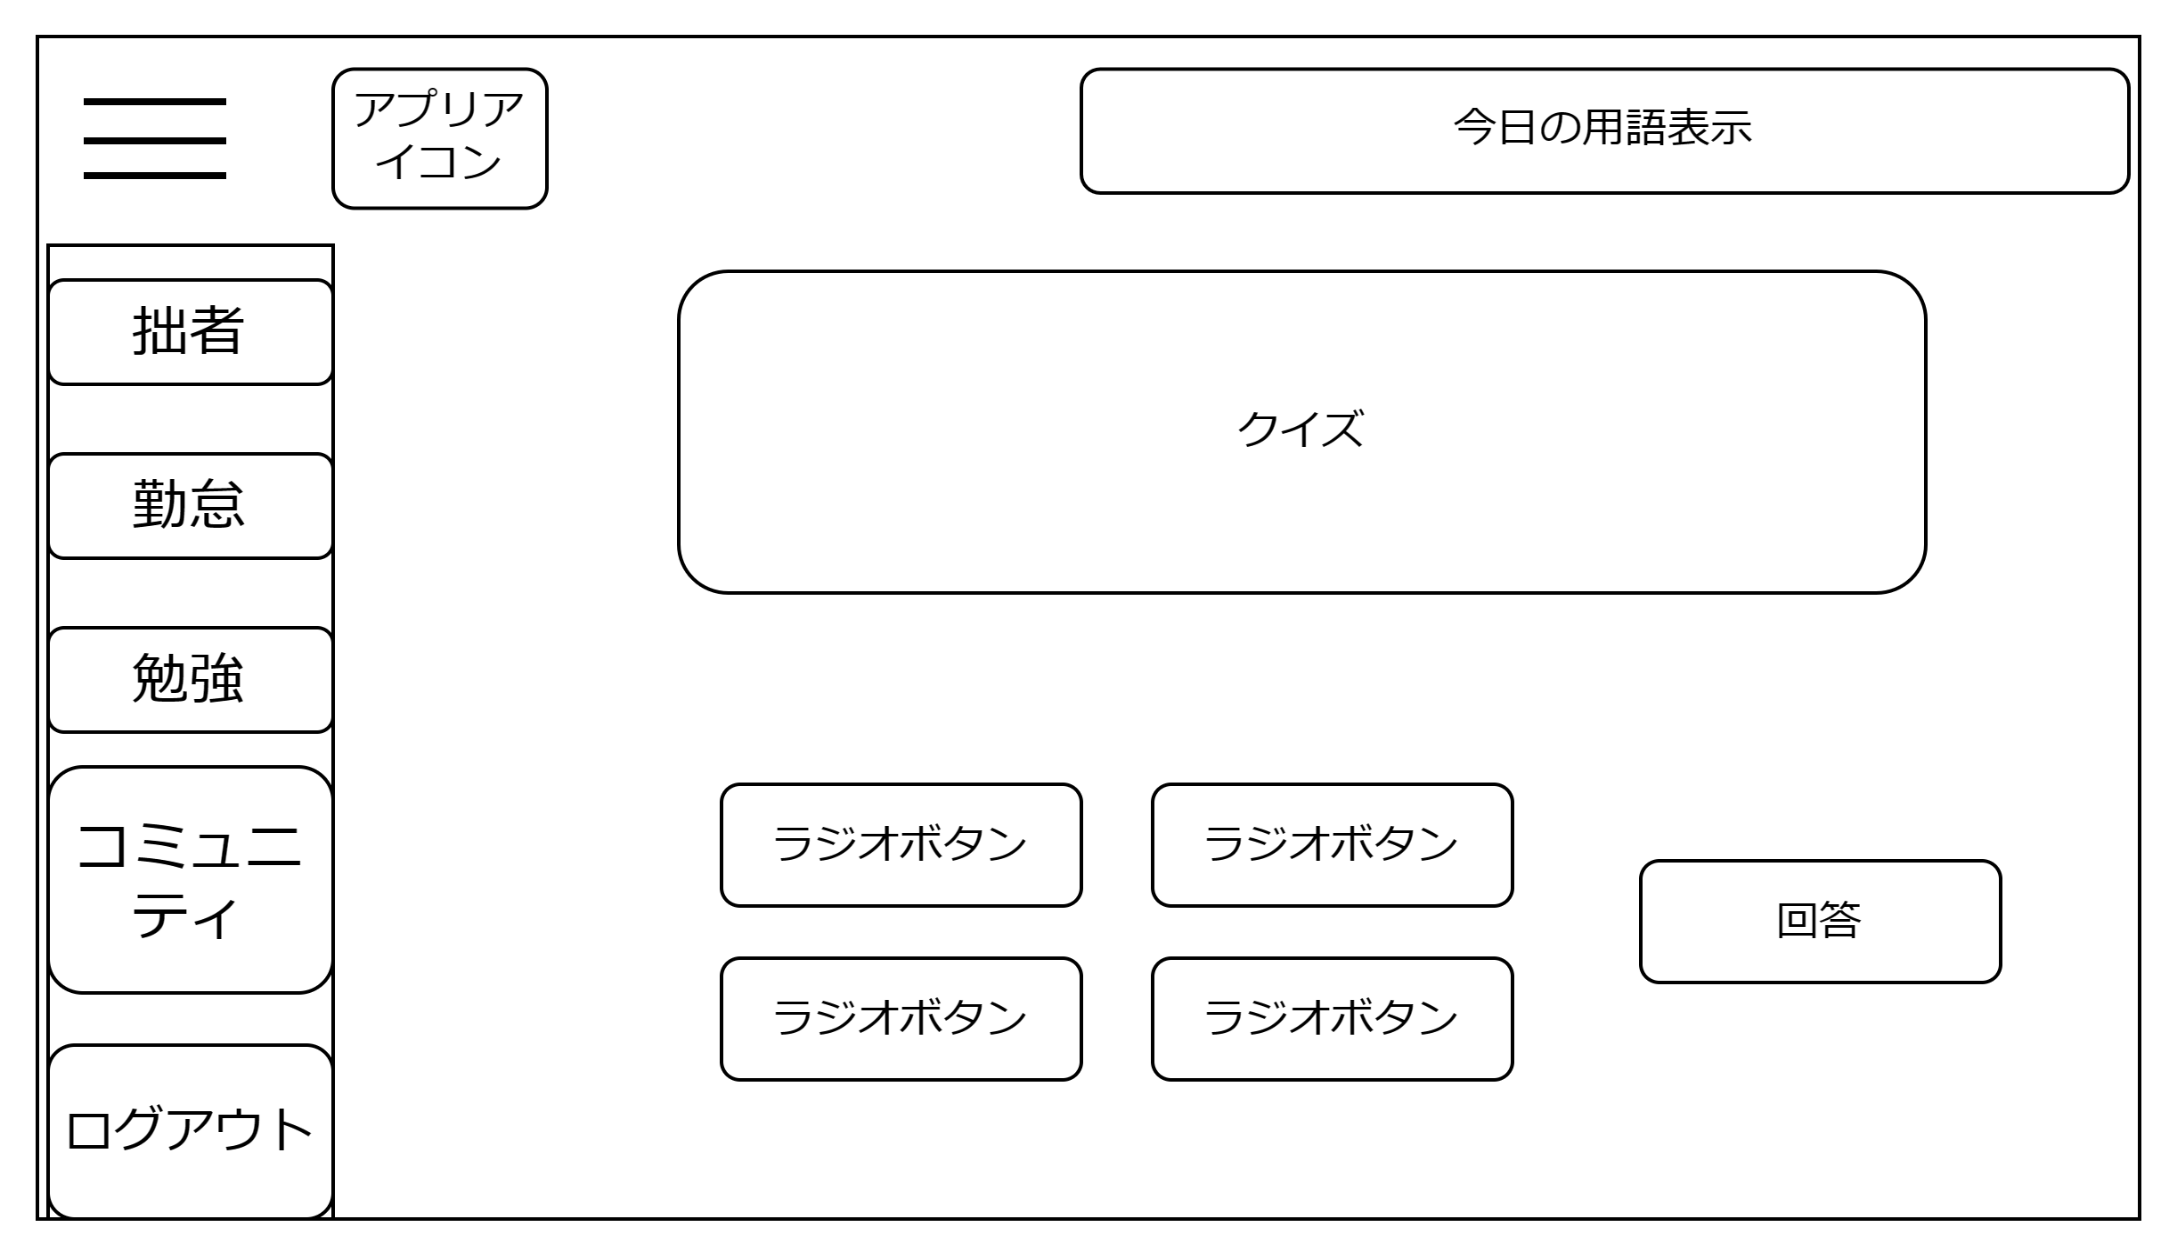 アプリア
イコン
今日の用語表示
拙者
勤怠
勉強
コミュニ
ティ
ログアウト
クイズ
ラジオボタン
ラジオボタン
ラジオボタン
ラジオボタン
回答